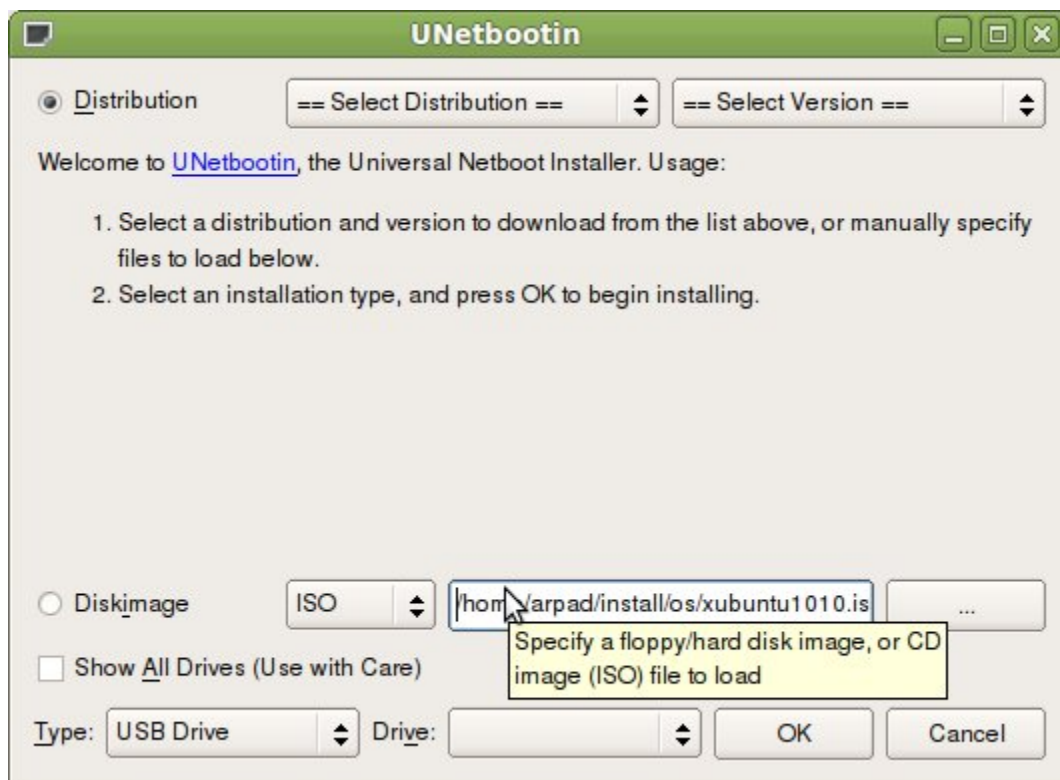 UNetbootin
Distribution == Select Distribution == == Select Version ==
Welcome to UNetbootin, the Universal Netboot Installer. Usage:
1. Select a distribution and version to download from the list above, or manually specify
files to load below.
2. Select an installation type, and press OK to begin installing.
Diskimage ISO /arpad/install/os/xubuntu1010.is ...
Specify a floppy/hard disk image, or CD
image (ISO) file to load
Show All Drives (Use with Care)
Type: USB Drive Drive: OK Cancel